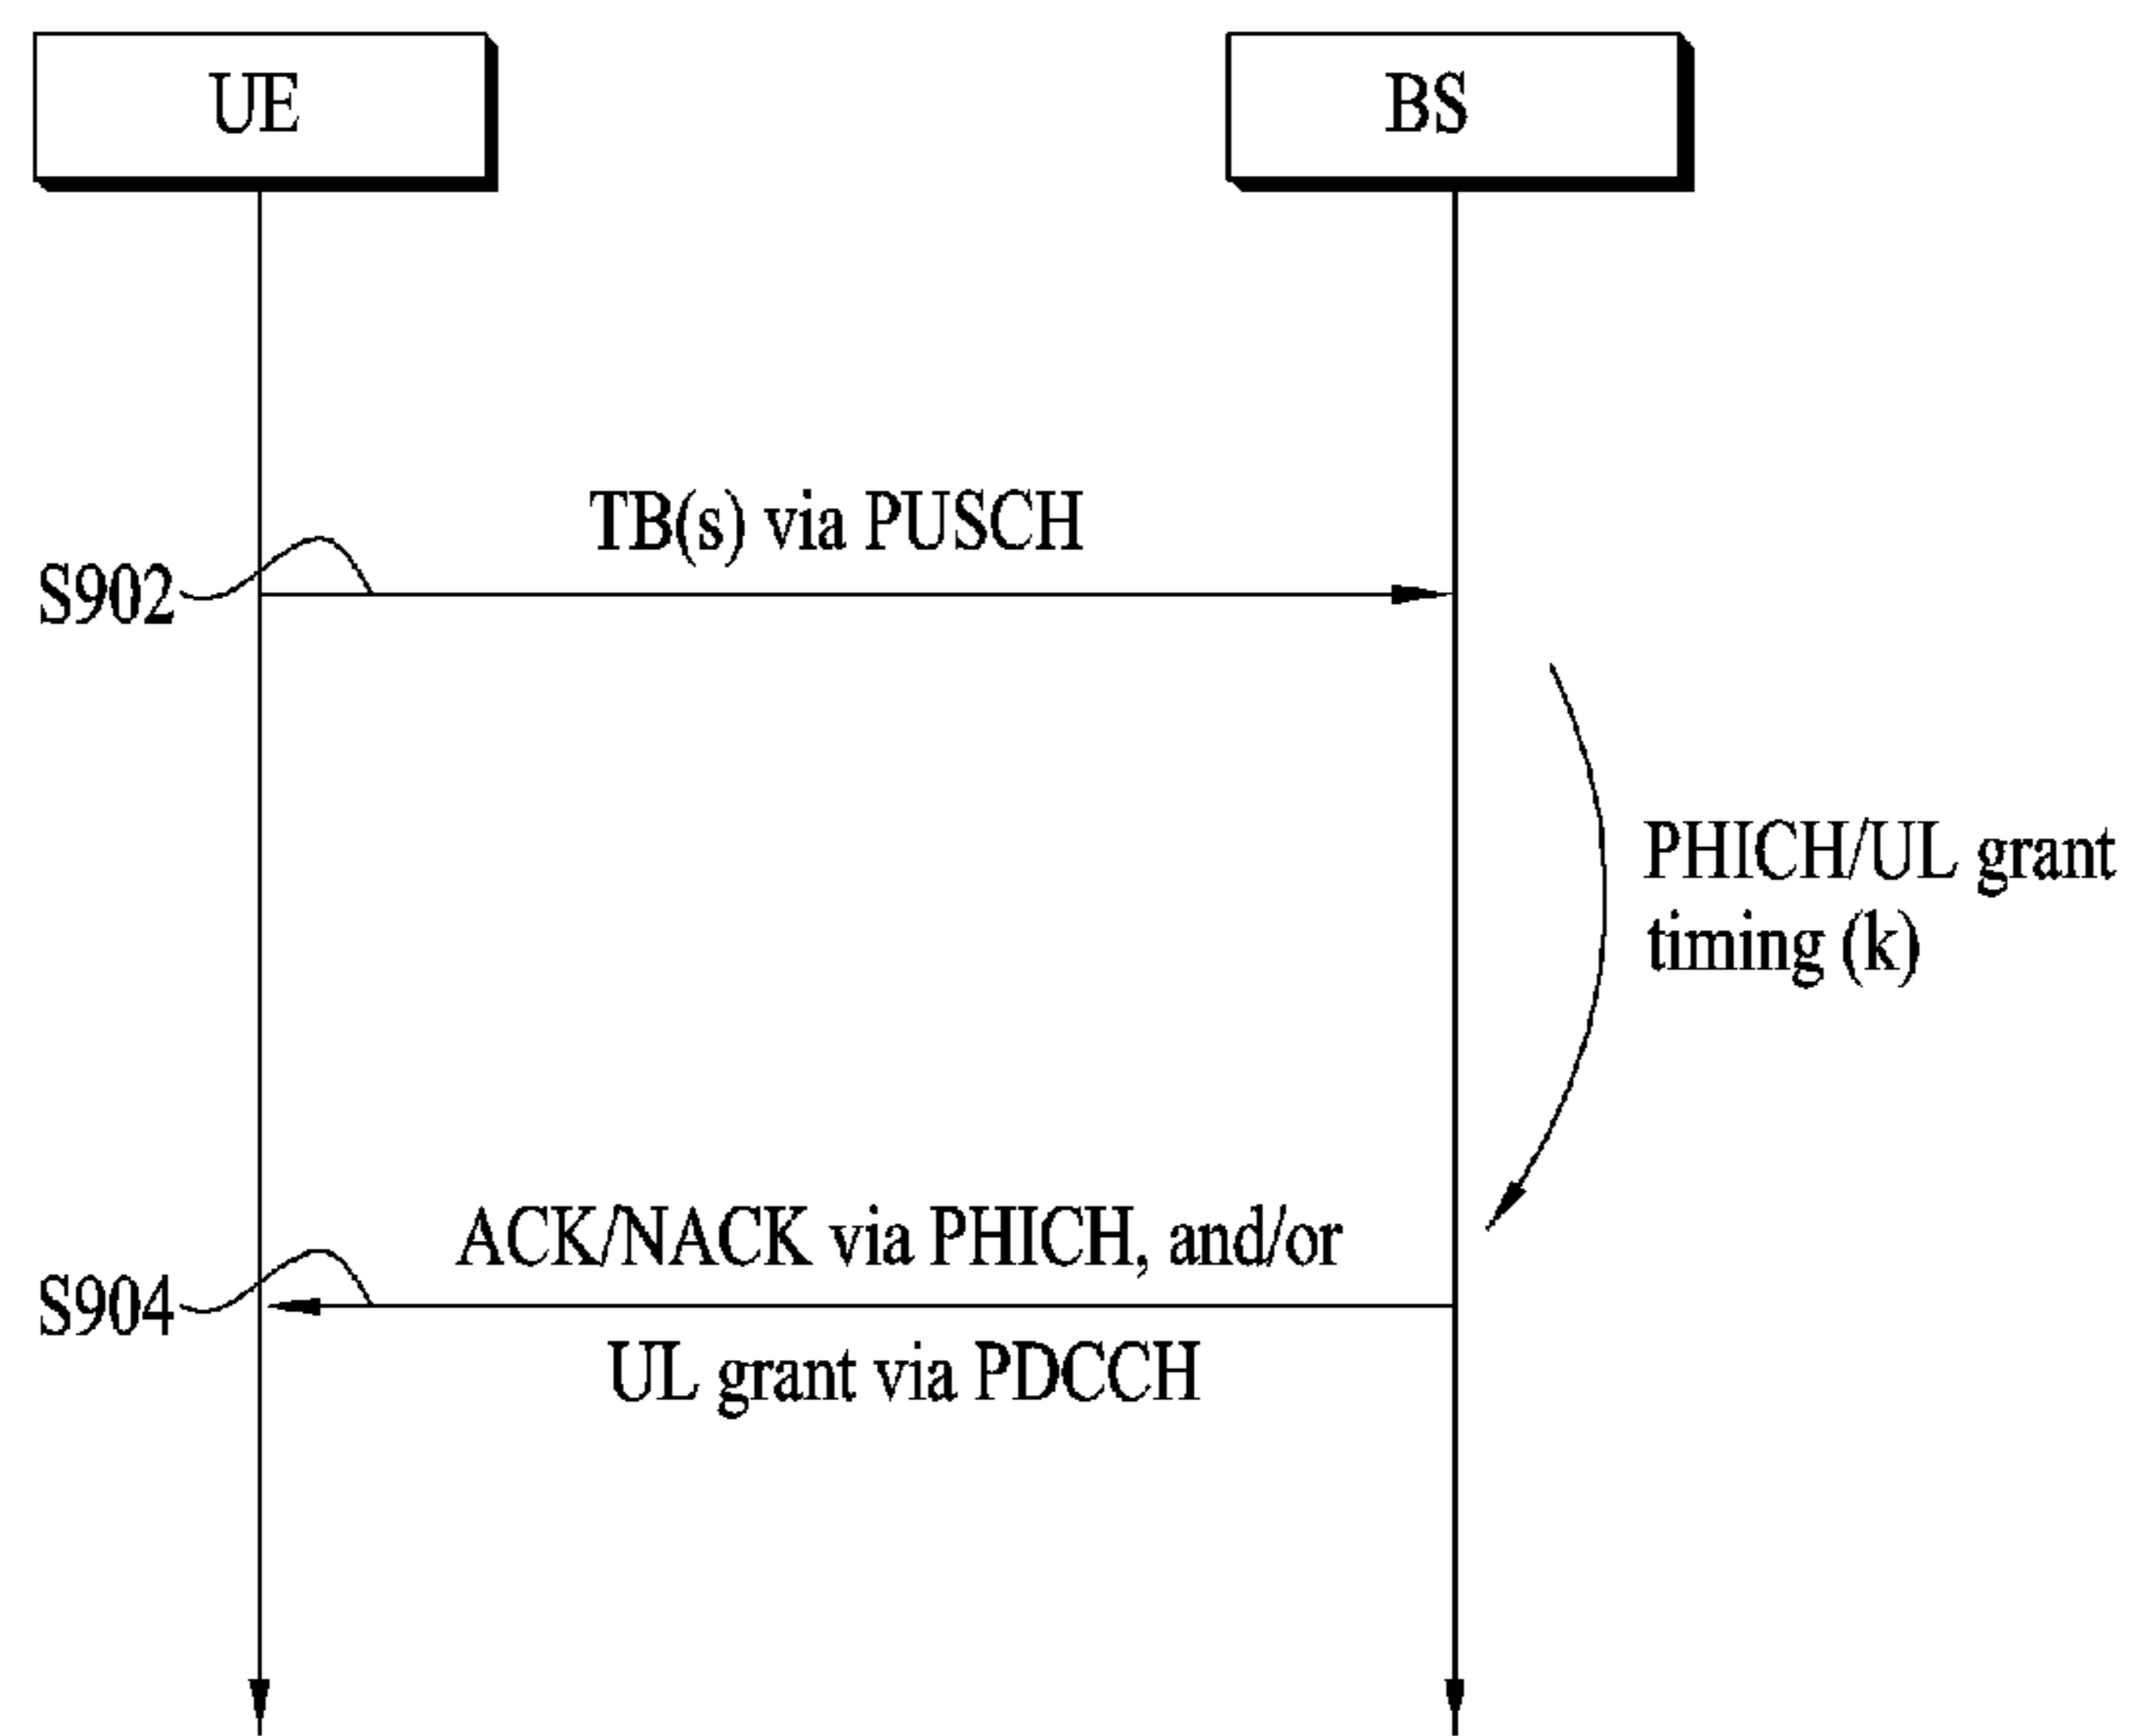 UE
BS
TB(s) via PUSCH
S902
PHICH/UL grant
timing (k)
ACK/NACK via PHICH, and/or
S904
UL grant via PDCCH